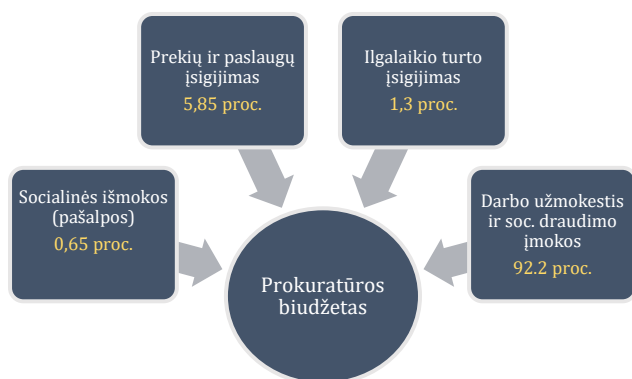 Prekių ir paslaugų
įsigijimas
5,85 proc.
Ilgalaikio turto
įsigijimas
1,3 proc.
Socialinės išmokos
(pašalpos)
0,65 proc.
Darbo užmokestis
ir soc. draudimo
įmokos
92.2 proc.
Prokuratūros
biudžetas